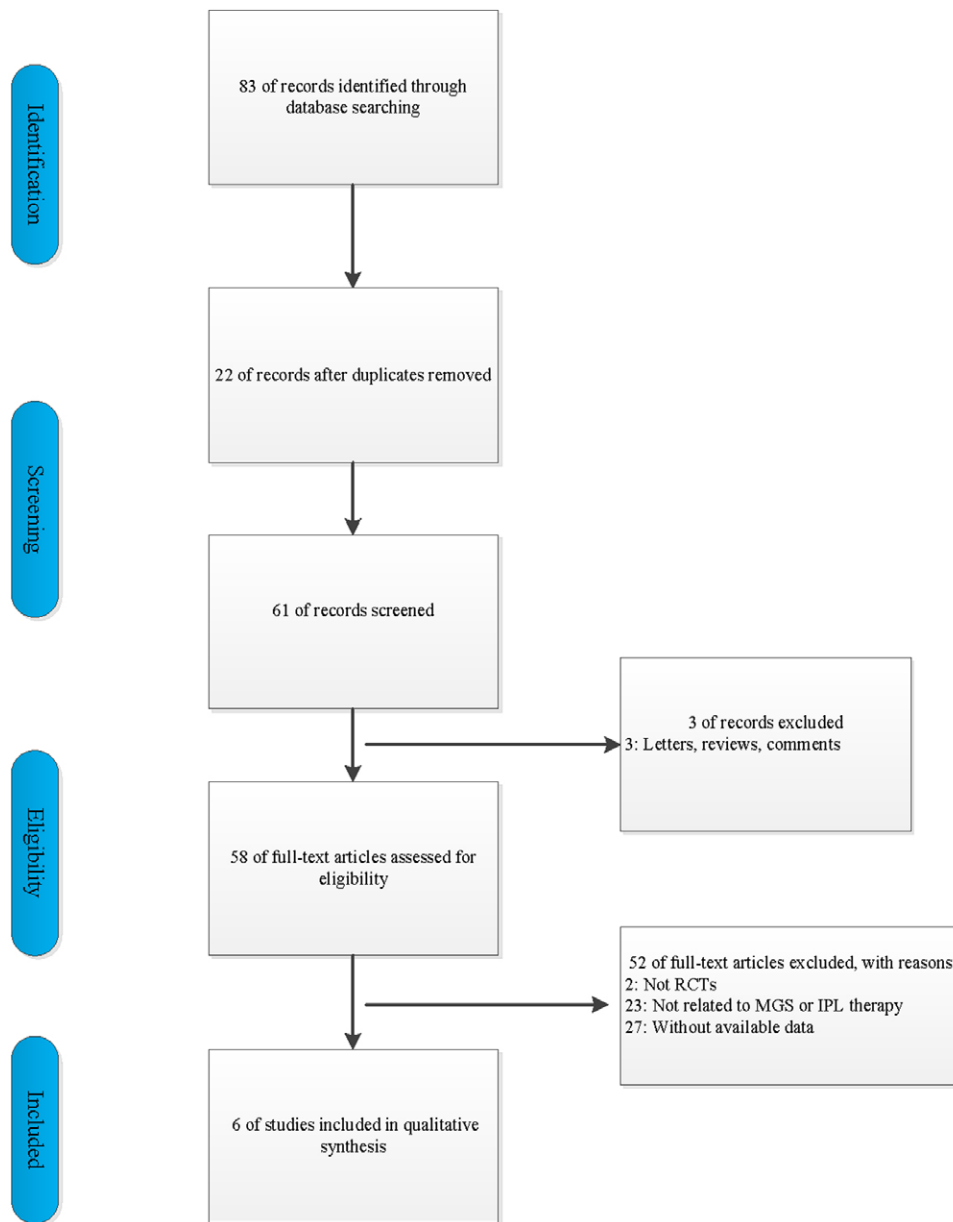 Identification
83 of records identified through
database searching
22 of records after duplicates removed
Screening
61 of records screened
3 of records excluded
3: Letters, reviews, comments
Eligibility
58 of full-text articles assessed for
eligibility
52 of full-text articles excluded, with reasons
2: Not RCTs
23: Not related to MGS or IPL therapy
27: Without available data
Included
6 of studies included in qualitative
synthesis